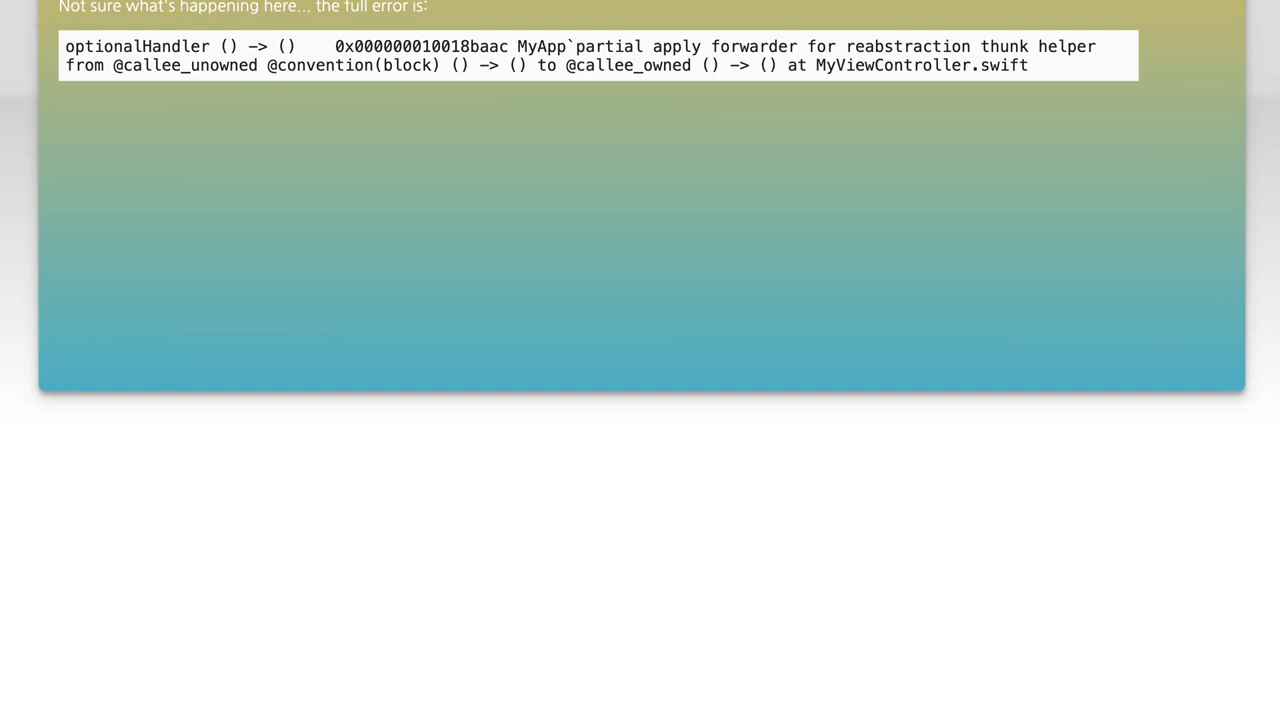 Not sure what's happening here... the full error is:
optionalHandler () -> ()    0x000000010018baac MyApp`partial apply forwarder for reabstraction thunk helper
from @callee_unowned @convention(block) () -> () to @callee_owned () -> () at MyViewController.swift